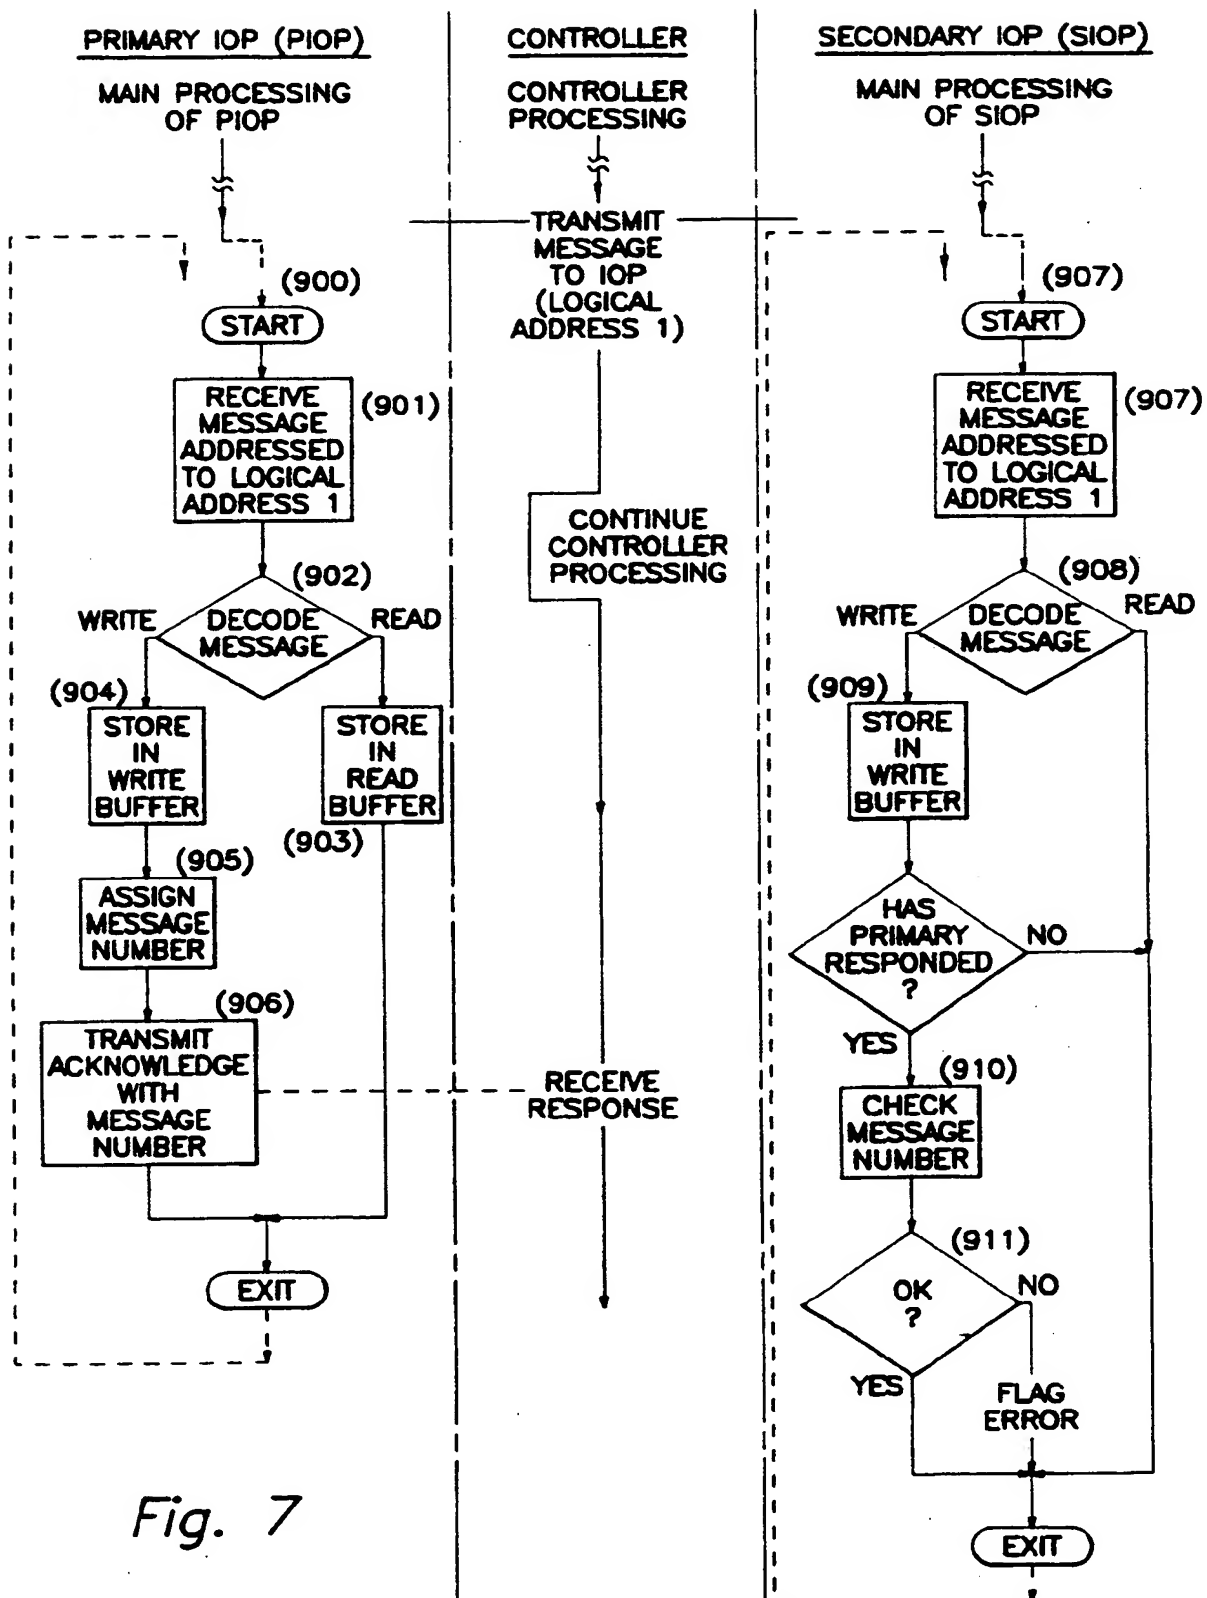 PRIMARY IOP (PIOP)
MAIN PROCESSING
OF PIOP
(900)
START
RECEIVE
MESSAGE
ADDRESSED
TO LOGICAL
ADDRESS 1
(901)
(902)
WRITE
DECODE
MESSAGE
READ
(904)
STORE
IN
WRITE
BUFFER
STORE
IN
READ
BUFFER
(903)
(905)
ASSIGN
MESSAGE
NUMBER
(906)
TRANSMIT
ACKNOWLEDGE
WITH
MESSAGE
NUMBER
EXIT
CONTROLLER
CONTROLLER
PROCESSING
TRANSMIT
MESSAGE
TO IOP
(LOGICAL
ADDRESS 1)
CONTINUE
CONTROLLER
PROCESSING
RECEIVE
RESPONSE
SECONDARY IOP (SIOP)
MAIN PROCESSING
OF SIOP
(907)
START
RECEIVE
MESSAGE
ADDRESSED
TO LOGICAL
ADDRESS 1
(907)
(908)
WRITE
DECODE
MESSAGE
READ
(909)
STORE
IN
WRITE
BUFFER
HAS
PRIMARY
RESPONDED
?
NO
YES
(910)
CHECK
MESSAGE
NUMBER
(911)
OK
?
NO
YES
FLAG
ERROR
EXIT
Fig. 7